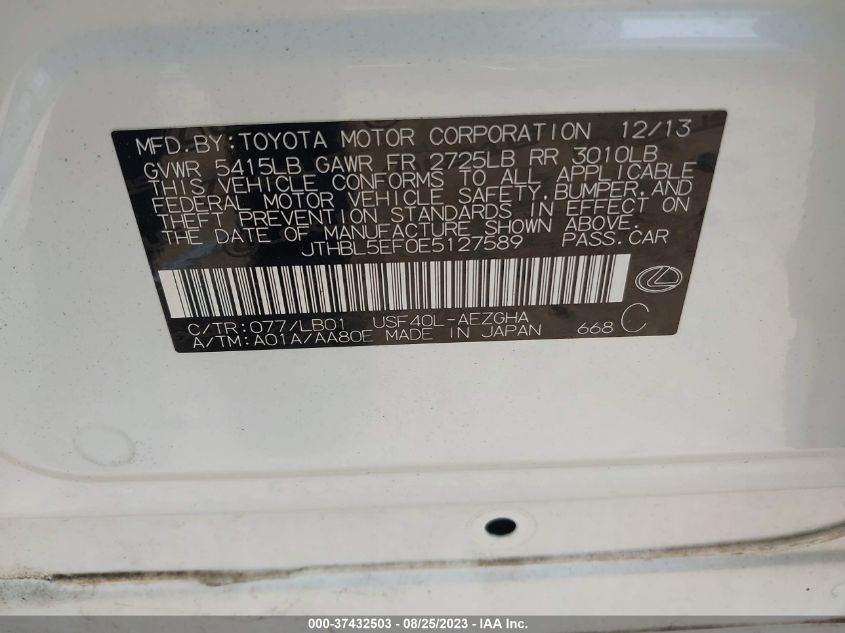 MFD.BY:TOYOTA MOTOR CORPORATION 12/13
GVWR 5415LB GAWR FR 2725LB RR 3010LB
THIS VEHICLE CONFORMS TO ALL APPLICABLE
FEDERAL MOTOR VEHICLE SAFETY,BUMPER,AND
THEFT PREVENTION STANDARDS IN EFFECT ON
THE DATE OF MANUFACTURE SHOWN ABOVE.
JTHBL5EF0E5127589 PASS.CAR
C/TR:077/LB01 USF40L-AEZGHA
A/TM:A01A/AA80E MADE IN JAPAN 668 C
000-37432503 - 08/25/2023 - IAA Inc.